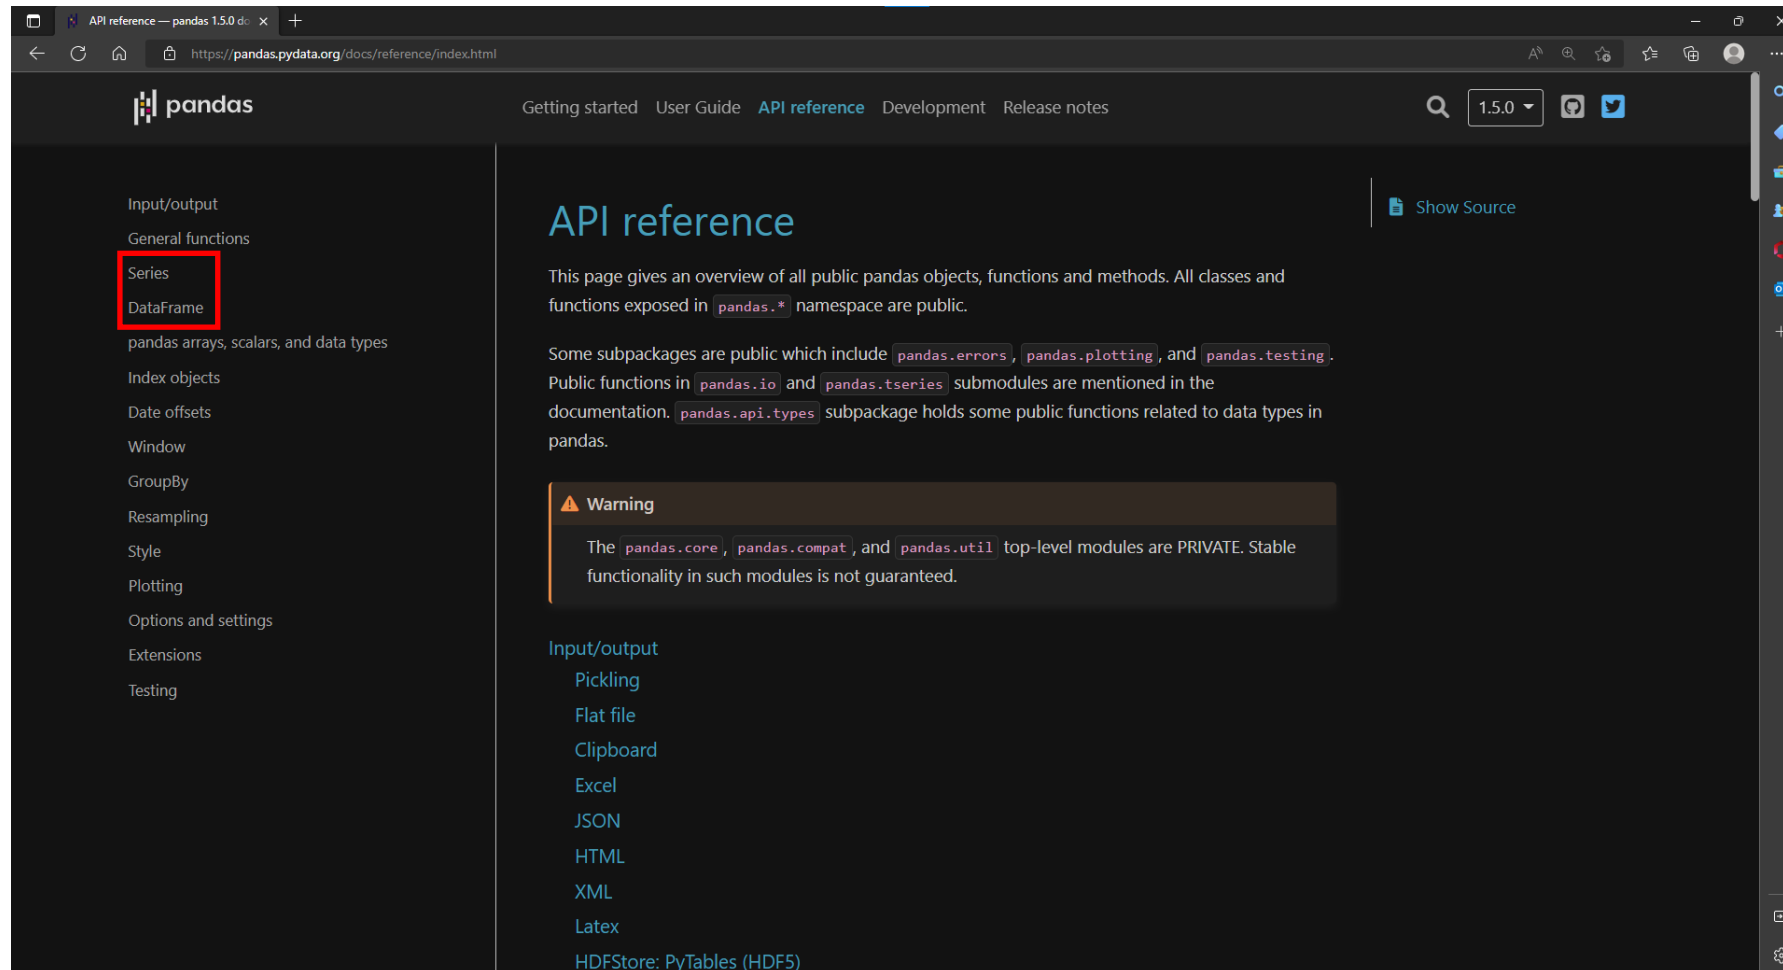 API reference — pandas 1.5.0 do
https://pandas.pydata.org/docs/reference/index.html
pandas
Getting started User Guide API reference Development Release notes
1.5.0
Input/output
General functions
Series
DataFrame
pandas arrays, scalars, and data types
Index objects
Date offsets
Window
GroupBy
Resampling
Style
Plotting
Options and settings
Extensions
Testing
API reference
This page gives an overview of all public pandas objects, functions and methods. All classes and
functions exposed in pandas.* namespace are public.
Some subpackages are public which include pandas.errors, pandas.plotting, and pandas.testing.
Public functions in pandas.io and pandas.tseries submodules are mentioned in the
documentation. pandas.api.types subpackage holds some public functions related to data types in
pandas.
Warning
The pandas.core, pandas.compat, and pandas.util top-level modules are PRIVATE. Stable
functionality in such modules is not guaranteed.
Input/output
Pickling
Flat file
Clipboard
Excel
JSON
HTML
XML
Latex
HDFStore: PyTables (HDF5)
Show Source